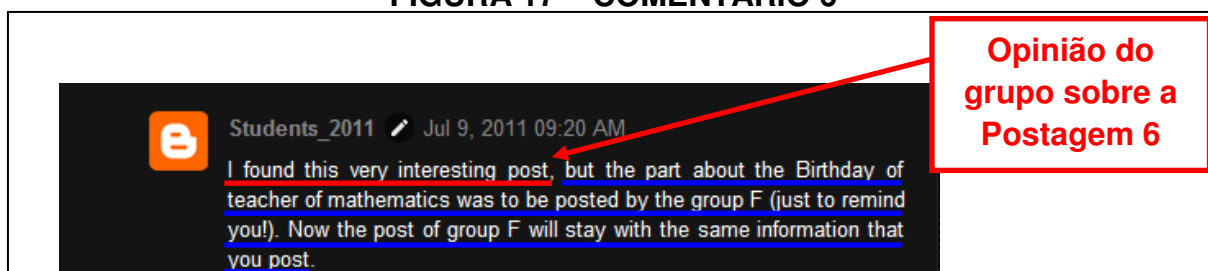 FIGURA 17 – COMENTÁRIO 6
Opinião do
grupo sobre a
Postagem 6
Students_2011 Jul 9, 2011 09:20 AM
I found this very interesting post, but the part about the Birthday of
teacher of mathematics was to be posted by the group F (just to remind
you!). Now the post of group F will stay with the same information that
you post.